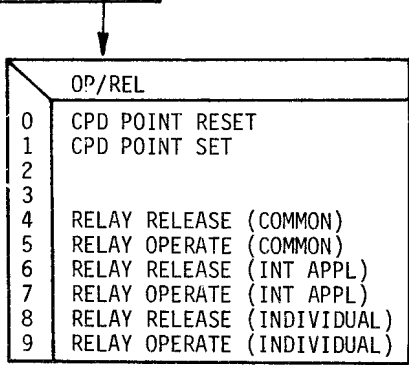 OP/REL
0 CPD POINT RESET
1 CPD POINT SET
2
3
4 RELAY RELEASE (COMMON)
5 RELAY OPERATE (COMMON)
6 RELAY RELEASE (INT APPL)
7 RELAY OPERATE (INT APPL)
8 RELAY RELEASE (INDIVIDUAL)
9 RELAY OPERATE (INDIVIDUAL)